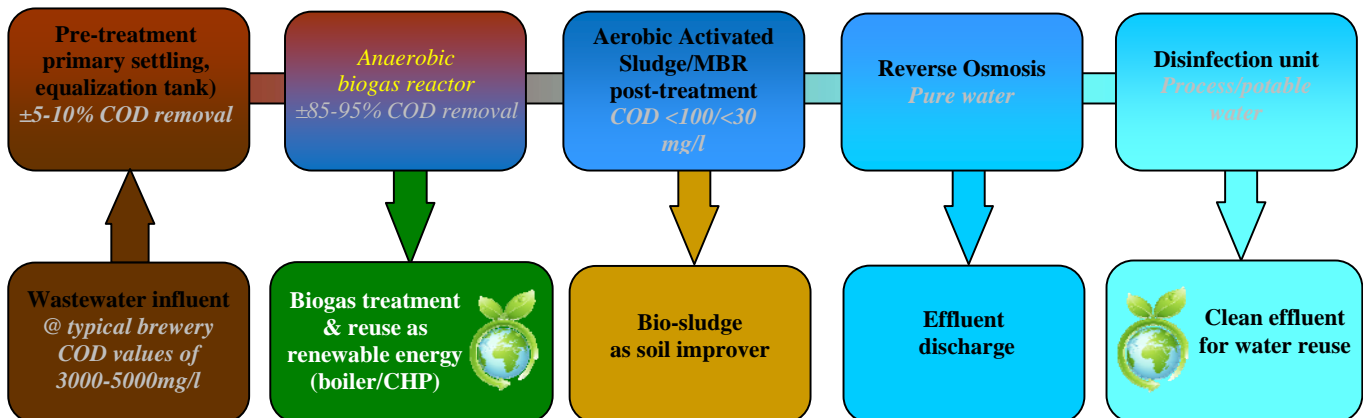 Pre-treatment
primary settling,
equalization tank)
±5-10% COD removal
Anaerobic
biogas reactor
±85-95% COD removal
Aerobic Activated
Sludge/MBR
post-treatment
COD <100/<30
mg/l
Reverse Osmosis
Pure water
Disinfection unit
Process/potable
water
Wastewater influent
@ typical brewery
COD values of
3000-5000mg/l
Biogas treatment
& reuse as
renewable energy
(boiler/CHP)
Bio-sludge
as soil improver
Effluent
discharge
Clean effluent
for water reuse